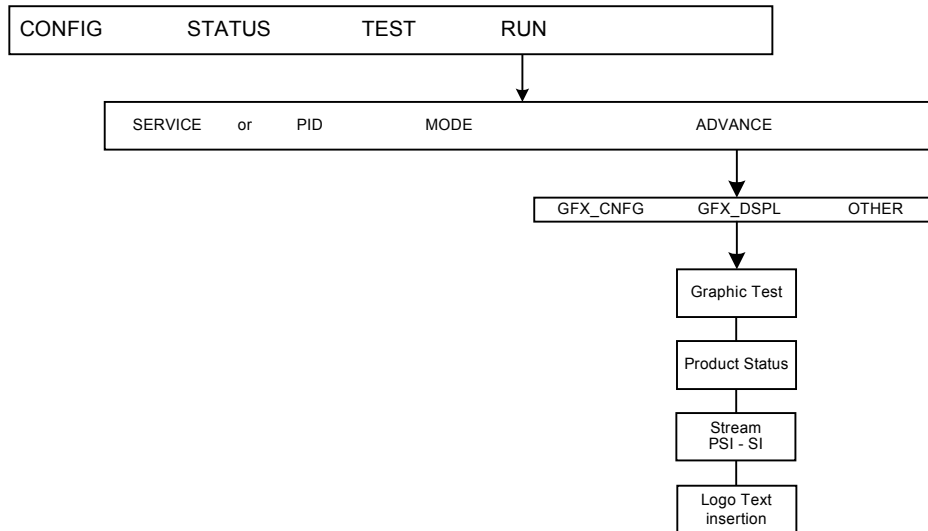 CONFIG STATUS TEST RUN
SERVICE or PID MODE ADVANCE
GFX_CNFG GFX_DSPL OTHER
Graphic Test
Product Status
Stream
PSI - SI
Logo Text
insertion